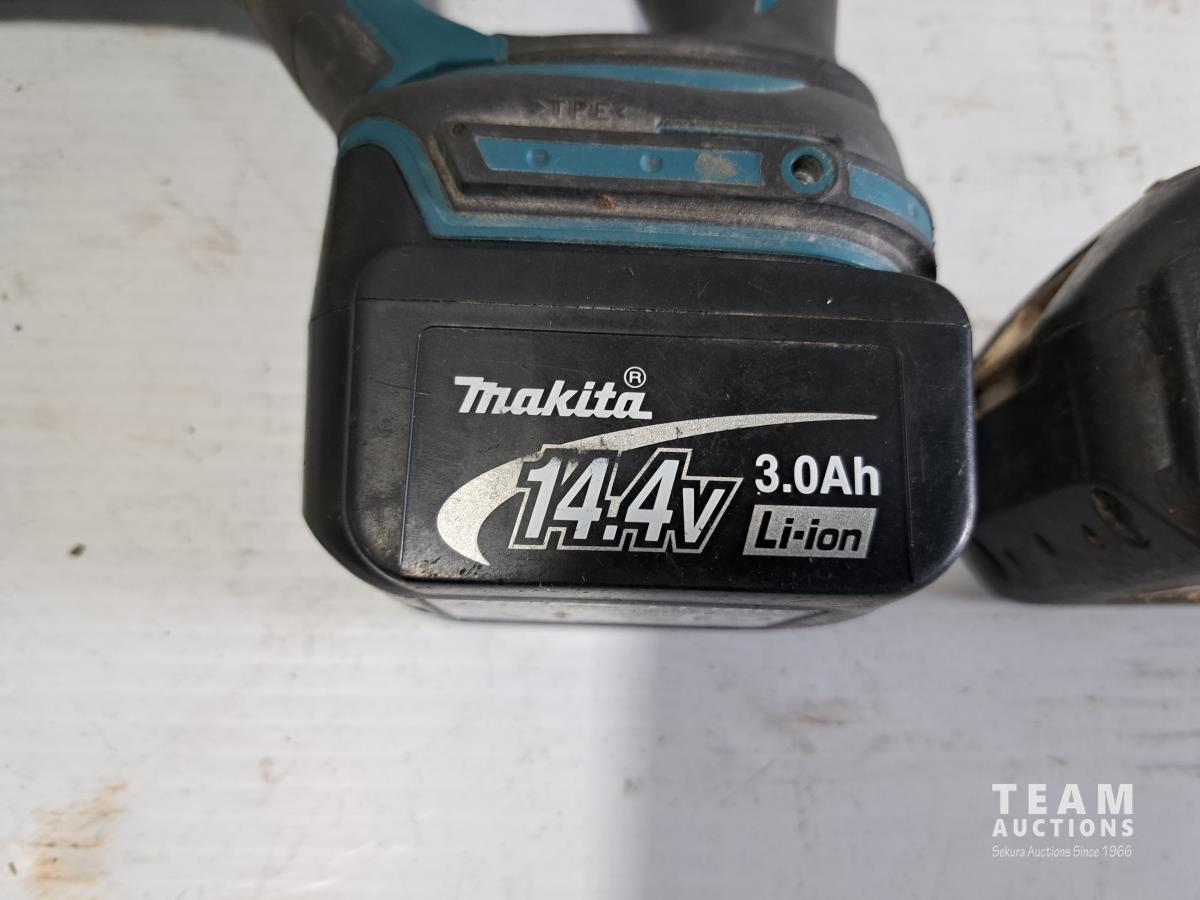 >TPE<
makita®
14.4V
3.0Ah
Li-ion
TEAM
AUCTIONS
Sekura Auctions Since 1966